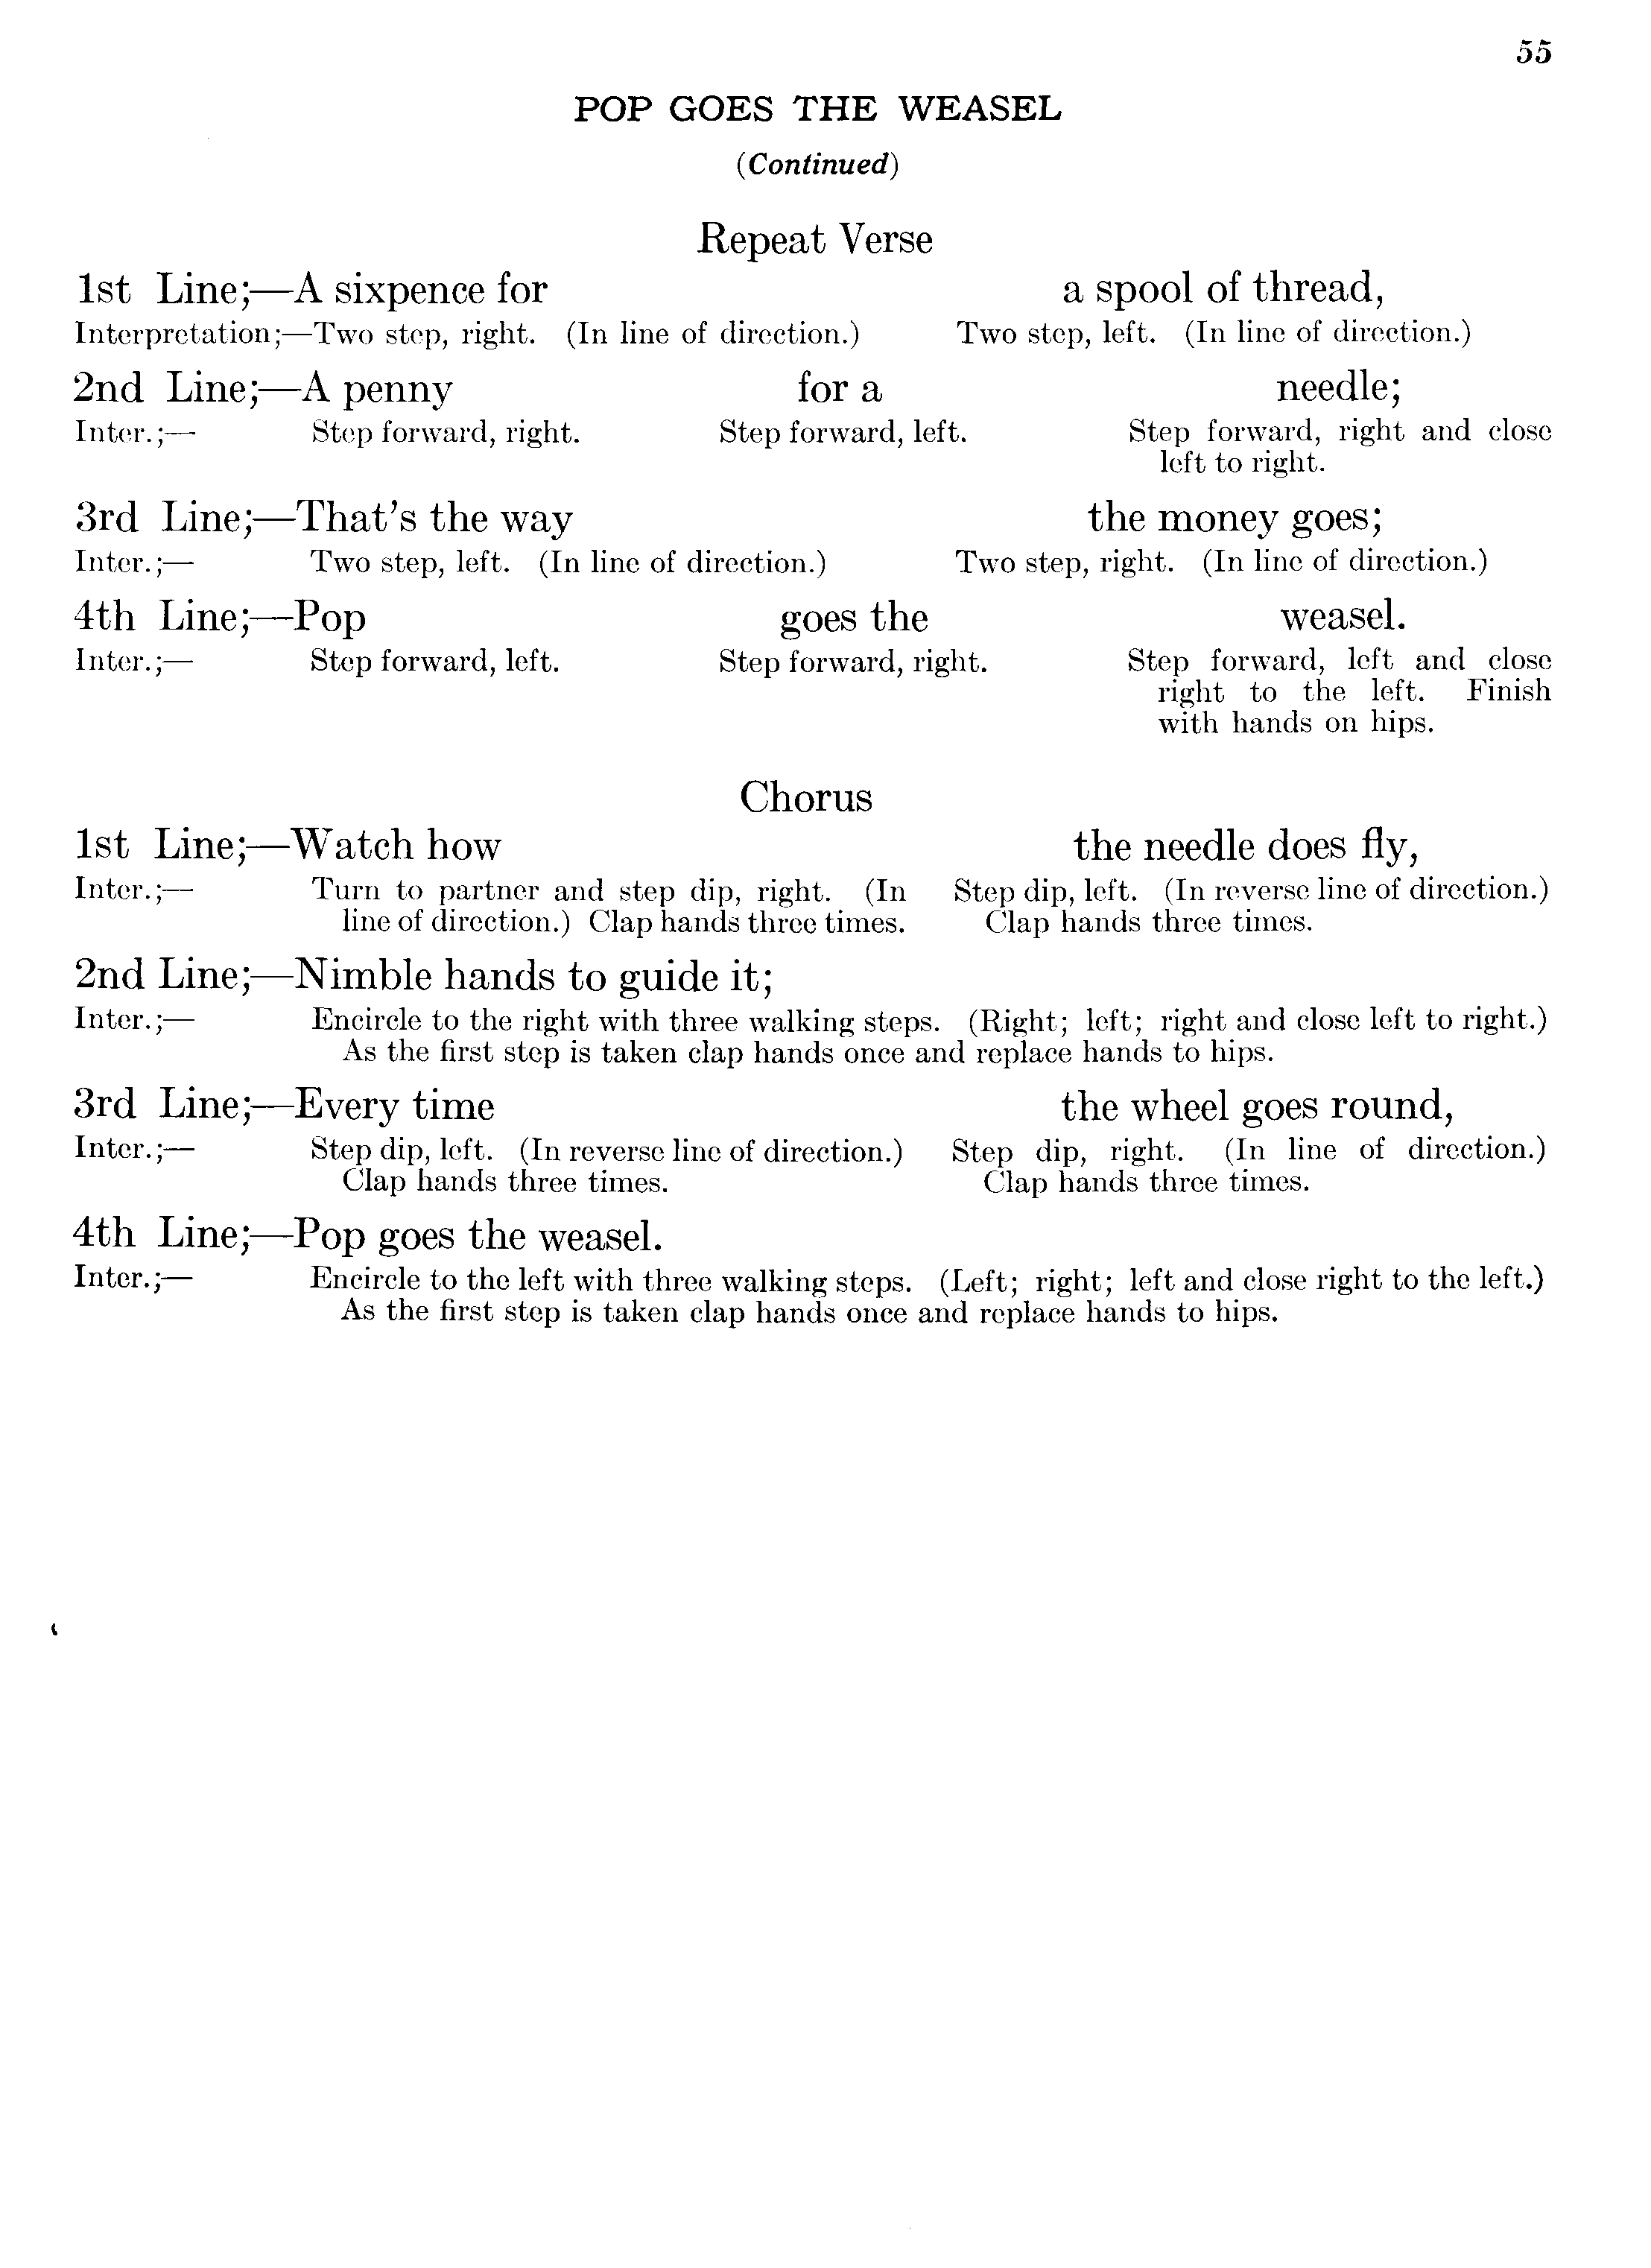 55
POP GOES THE WEASEL
(Continued)
Repeat Verse
1st Line;—A sixpence for a spool of thread,
Interpretation;—Two step, right. (In line of direction.) Two step, left. (In line of direction.)
2nd Line;—A penny for a needle;
Inter.;— Step forward, right. Step forward, left. Step forward, right and close
left to right.
3rd Line;—That's the way the money goes;
Inter.;— Two step, left. (In line of direction.) Two step, right. (In line of direction.)
4th Line;—Pop goes the weasel.
Inter.;— Step forward, left. Step forward, right. Step forward, left and close
right to the left. Finish
with hands on hips.
Chorus
1st Line;—Watch how the needle does fly,
Inter.;— Turn to partner and step dip, right. (In Step dip, left. (In reverse line of direction.)
line of direction.) Clap hands three times. Clap hands three times.
2nd Line;—Nimble hands to guide it;
Inter.;— Encircle to the right with three walking steps. (Right; left; right and close left to right.)
As the first step is taken clap hands once and replace hands to hips.
3rd Line;—Every time the wheel goes round,
Inter.;— Step dip, left. (In reverse line of direction.) Step dip, right. (In line of direction.)
Clap hands three times. Clap hands three times.
4th Line;—Pop goes the weasel.
Inter.;— Encircle to the left with three walking steps. (Left; right; left and close right to the left.)
As the first step is taken clap hands once and replace hands to hips.